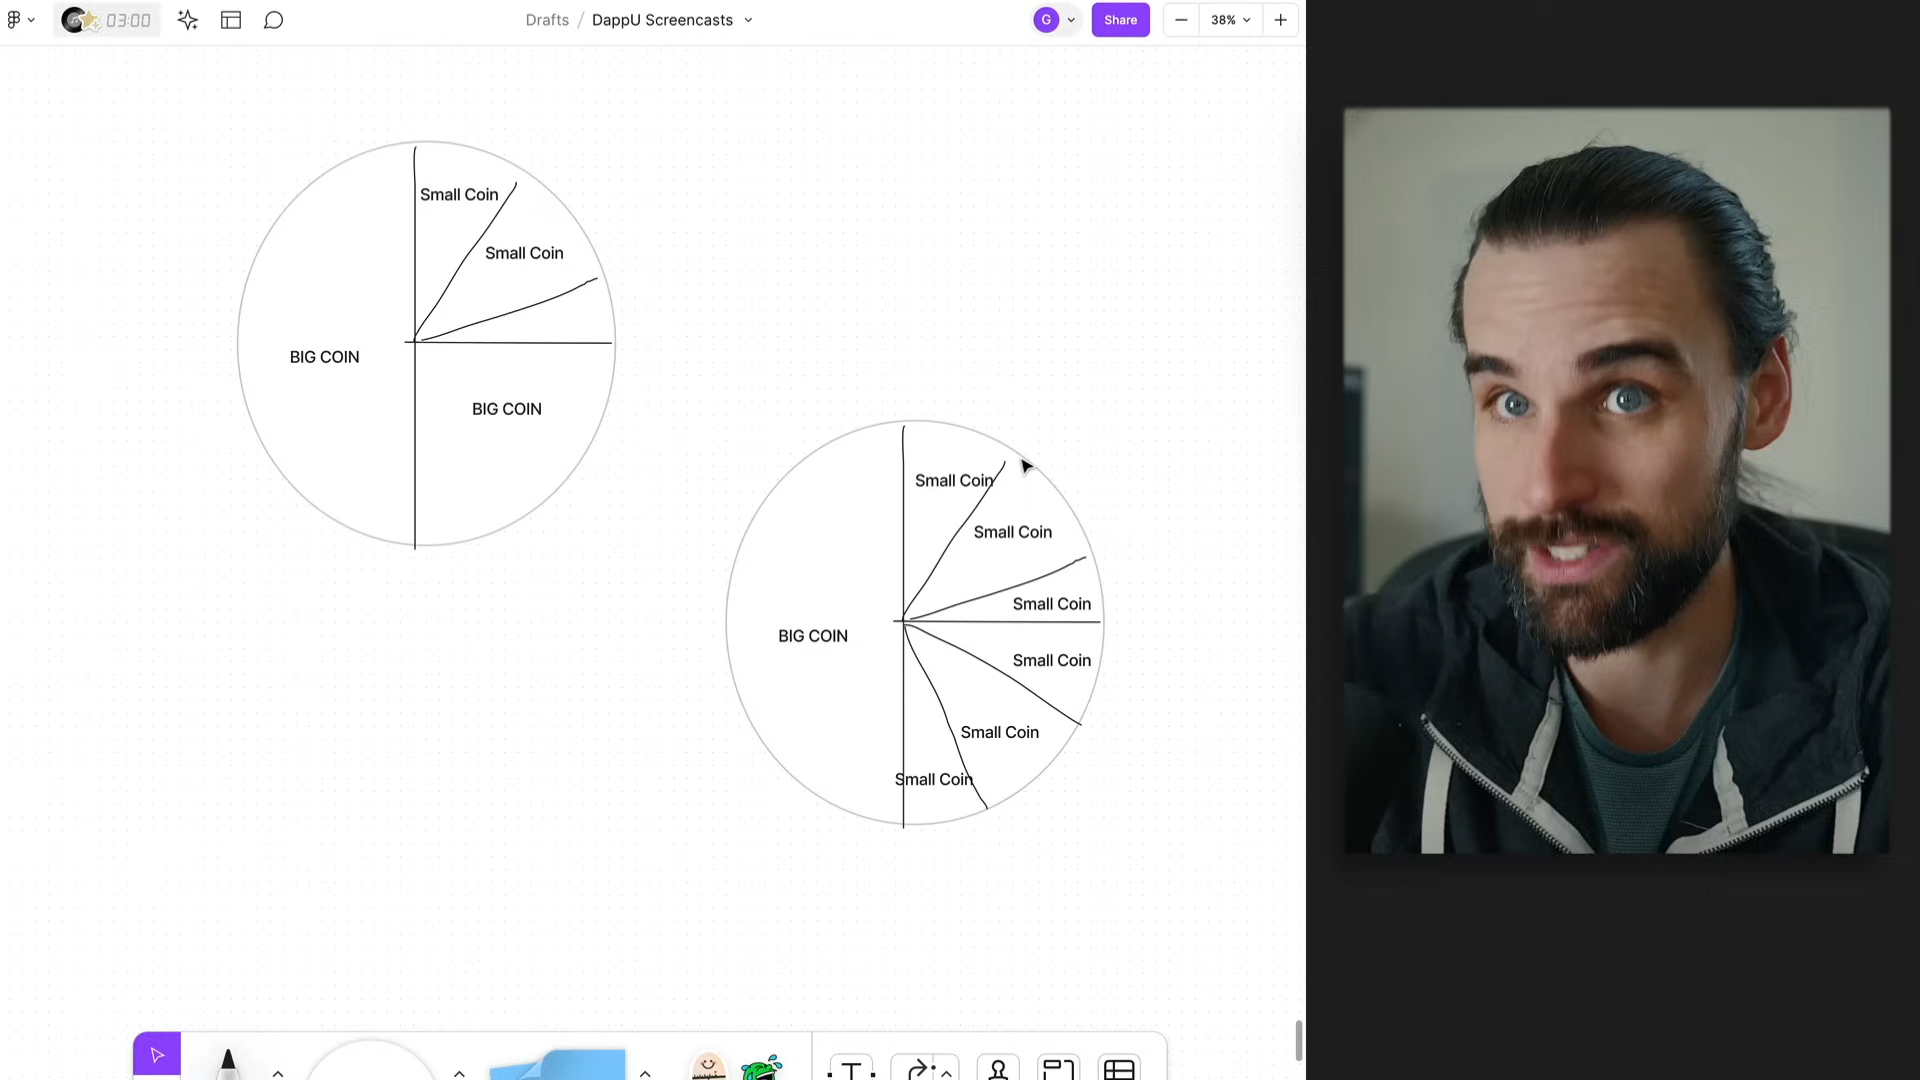 03:00
Drafts / DappU Screencasts
G
Share
38%
Small Coin
Small Coin
BIG COIN
BIG COIN
Small Coin
Small Coin
Small Coin
BIG COIN
Small Coin
Small Coin
Small Coin
T